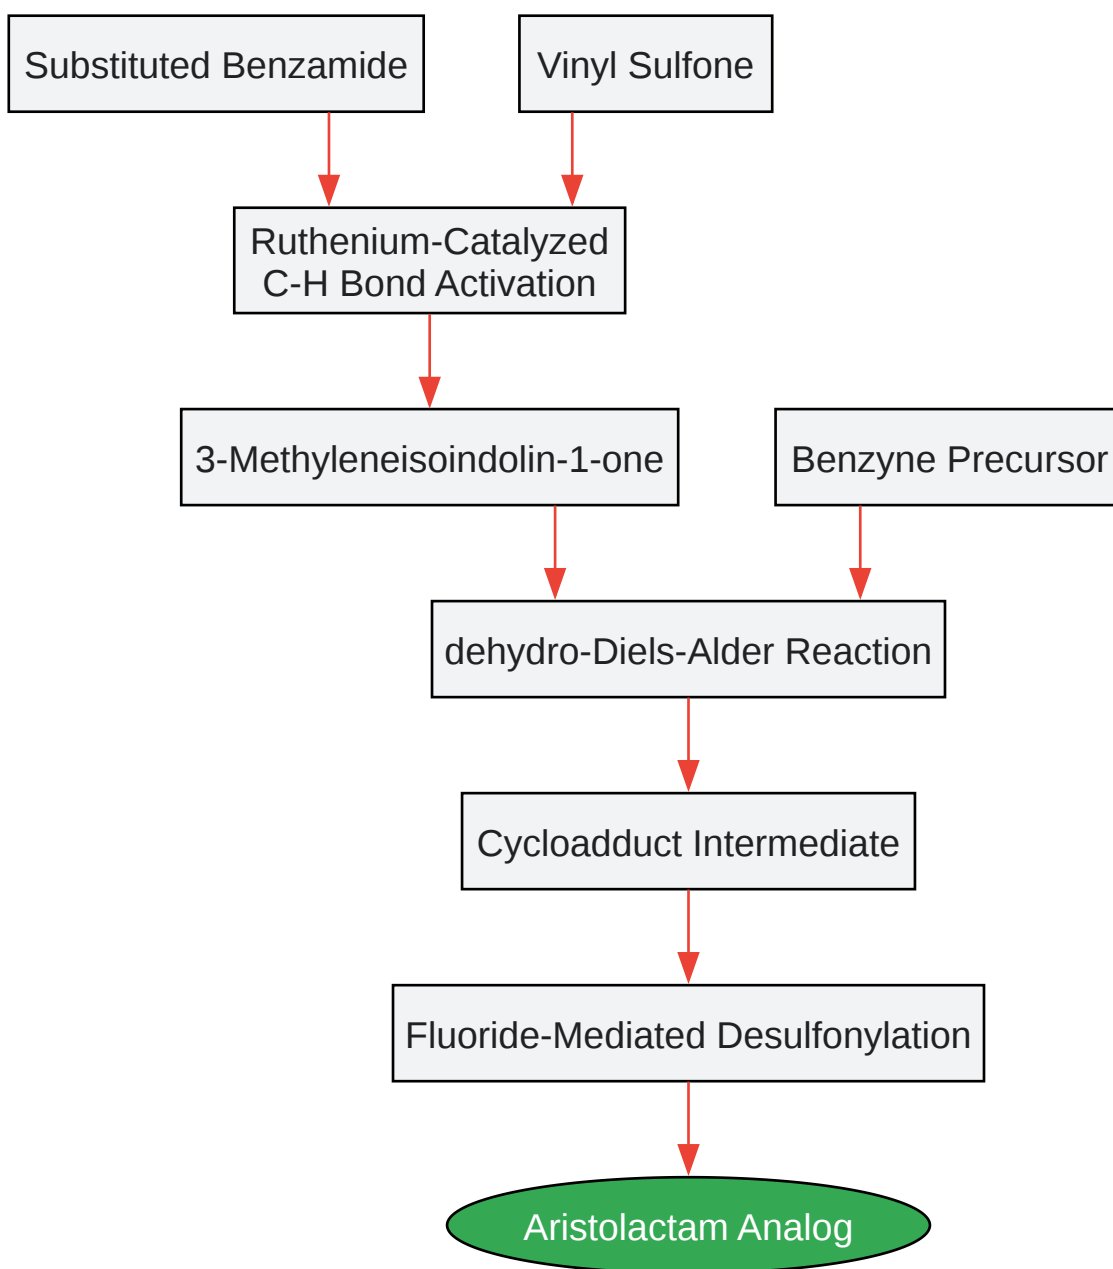 Substituted Benzamide
Vinyl Sulfone
Ruthenium-Catalyzed
C-H Bond Activation
3-Methyleneisoindolin-1-one
Benzyne Precursor
dehydro-Diels-Alder Reaction
Cycloadduct Intermediate
Fluoride-Mediated Desulfonylation
Aristolactam Analog